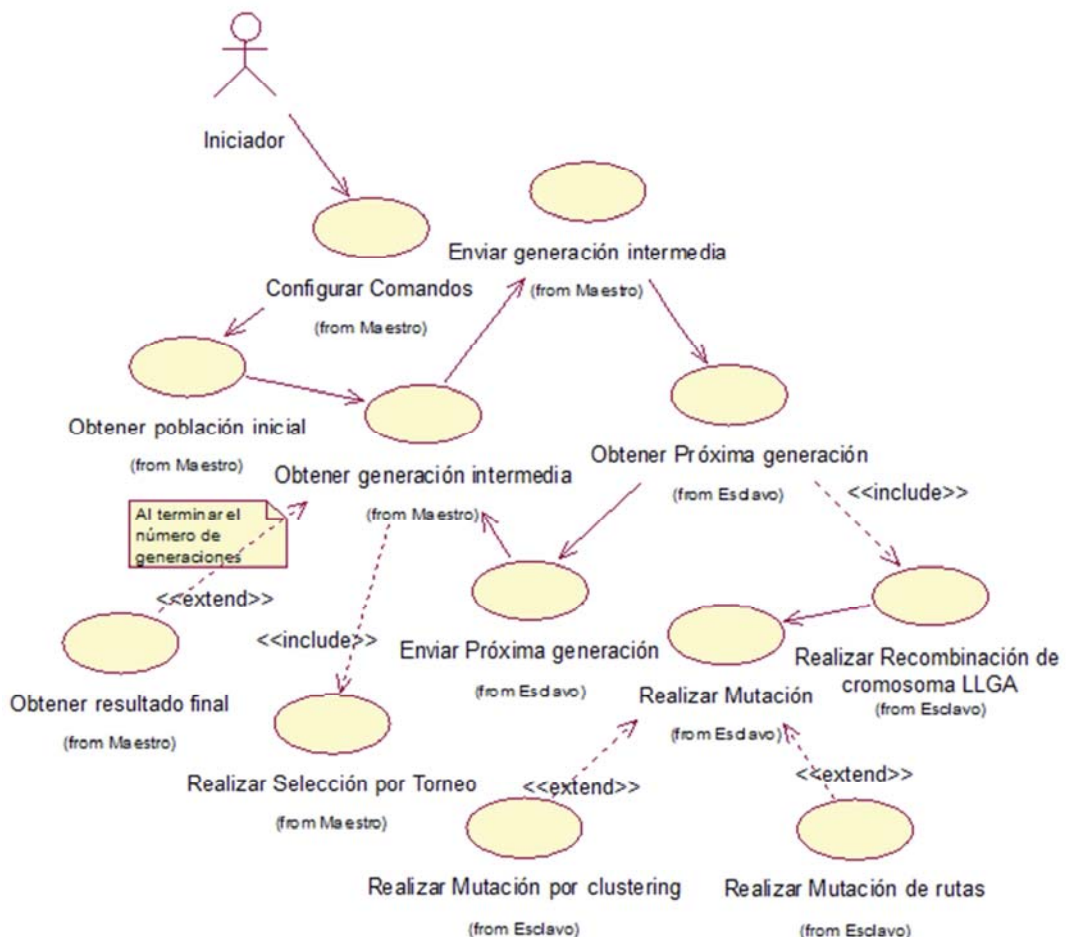 Iniciador
Enviar generación intermedia
(from Maestro)
Configurar Comandos
(from Maestro)
Obtener población inicial
(from Maestro)
Obtener generación intermedia
(from Maestro)
Obtener Próxima generación
(from Esclavo)
<<include>>
Al terminar el
número de
generaciones
<<extend>>
<<include>>
Enviar Próxima generación
(from Esclavo)
Realizar Recombinación de
cromosoma LLGA
(from Esclavo)
Realizar Mutación
(from Esclavo)
Obtener resultado final
(from Maestro)
Realizar Selección por Torneo
(from Maestro)
<<extend>>
<<extend>>
Realizar Mutación por clustering
(from Esclavo)
Realizar Mutación de rutas
(from Esclavo)